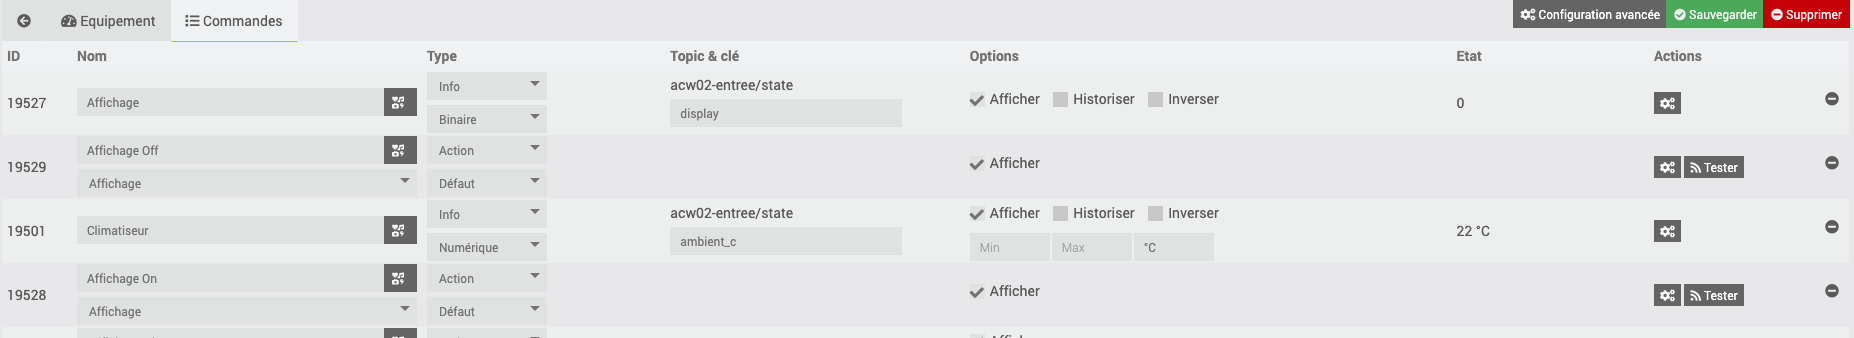 Equipement Commandes Configuration avancée Sauvegarder Supprimer
ID Nom Type Topic & clé Options Etat Actions
19527 Affichage Info Binaire acw02-entree/state display Afficher Historiser Inverser 0
19529 Affichage Off Affichage Action Défaut Afficher Tester
19501 Climatiseur Info Numérique acw02-entree/state ambient_c Afficher Historiser Inverser Min Max °C 22 °C
19528 Affichage On Affichage Action Défaut Afficher Tester